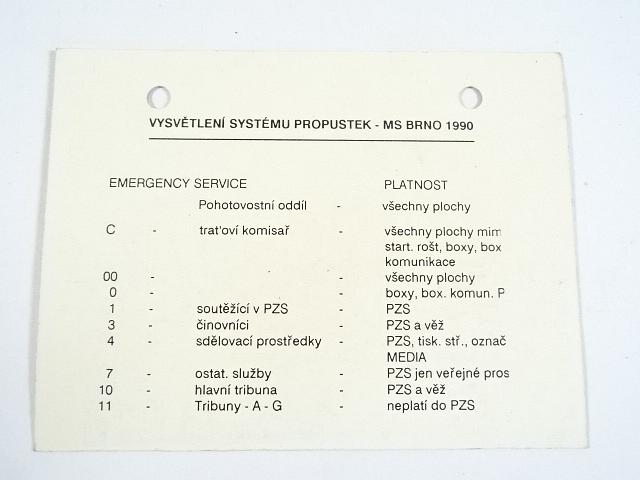 VYSVĚTLENÍ SYSTÉMU PROPUSTEK - MS BRNO 1990
EMERGENCY SERVICE PLATNOST
Pohotovostní oddíl - všechny plochy
C - trat'oví komisař - všechny plochy mim
start. rošt, boxy, box
komunikace
00 - - všechny plochy
0 - - boxy, box. komun. P
1 - soutěžící v PZS - PZS
3 - činovníci - PZS a věž
4 - sdělovací prostředky - PZS, tisk. stř., označ
MEDIA
7 - ostat. služby - PZS jen veřejné pros
10 - hlavní tribuna - PZS a věž
11 - Tribuny - A - G - neplatí do PZS